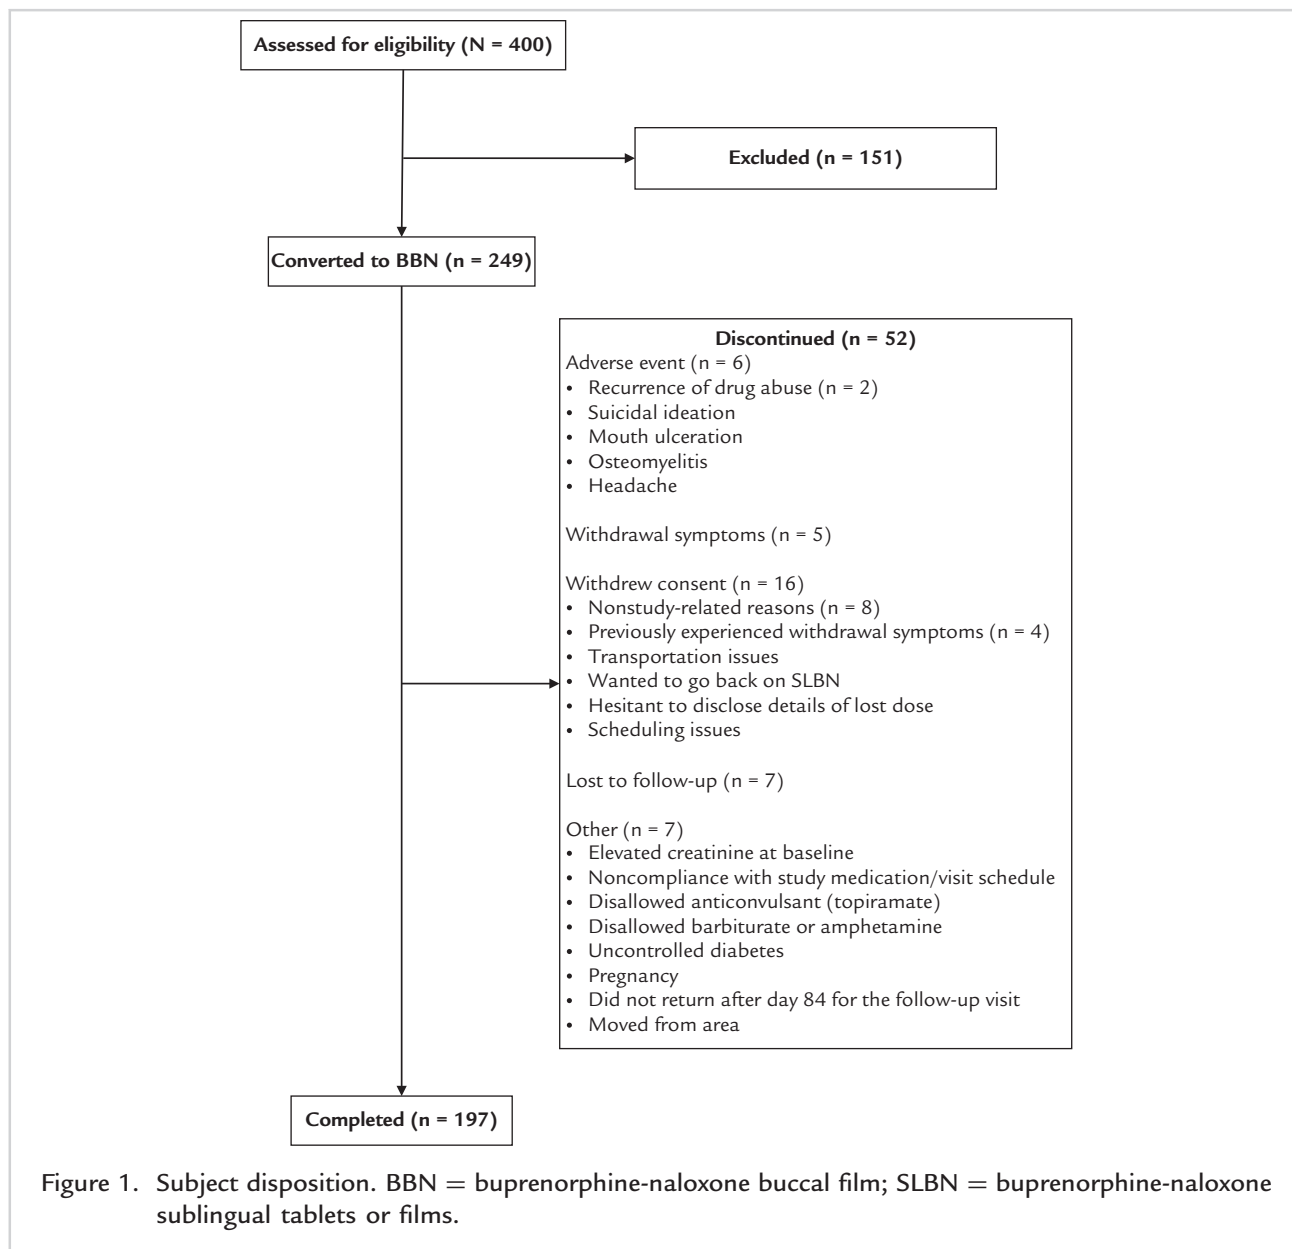 Assessed for eligibility (N = 400)
Excluded (n = 151)
Converted to BBN (n = 249)
Discontinued (n = 52)
Adverse event (n = 6)
• Recurrence of drug abuse (n = 2)
• Suicidal ideation
• Mouth ulceration
• Osteomyelitis
• Headache
Withdrawal symptoms (n = 5)
Withdrew consent (n = 16)
• Nonstudy-related reasons (n = 8)
• Previously experienced withdrawal symptoms (n = 4)
• Transportation issues
• Wanted to go back on SLBN
• Hesitant to disclose details of lost dose
• Scheduling issues
Lost to follow-up (n = 7)
Other (n = 7)
• Elevated creatinine at baseline
• Noncompliance with study medication/visit schedule
• Disallowed anticonvulsant (topiramate)
• Disallowed barbiturate or amphetamine
• Uncontrolled diabetes
• Pregnancy
• Did not return after day 84 for the follow-up visit
• Moved from area
Completed (n = 197)
Figure 1. Subject disposition. BBN = buprenorphine-naloxone buccal film; SLBN = buprenorphine-naloxone
sublingual tablets or films.